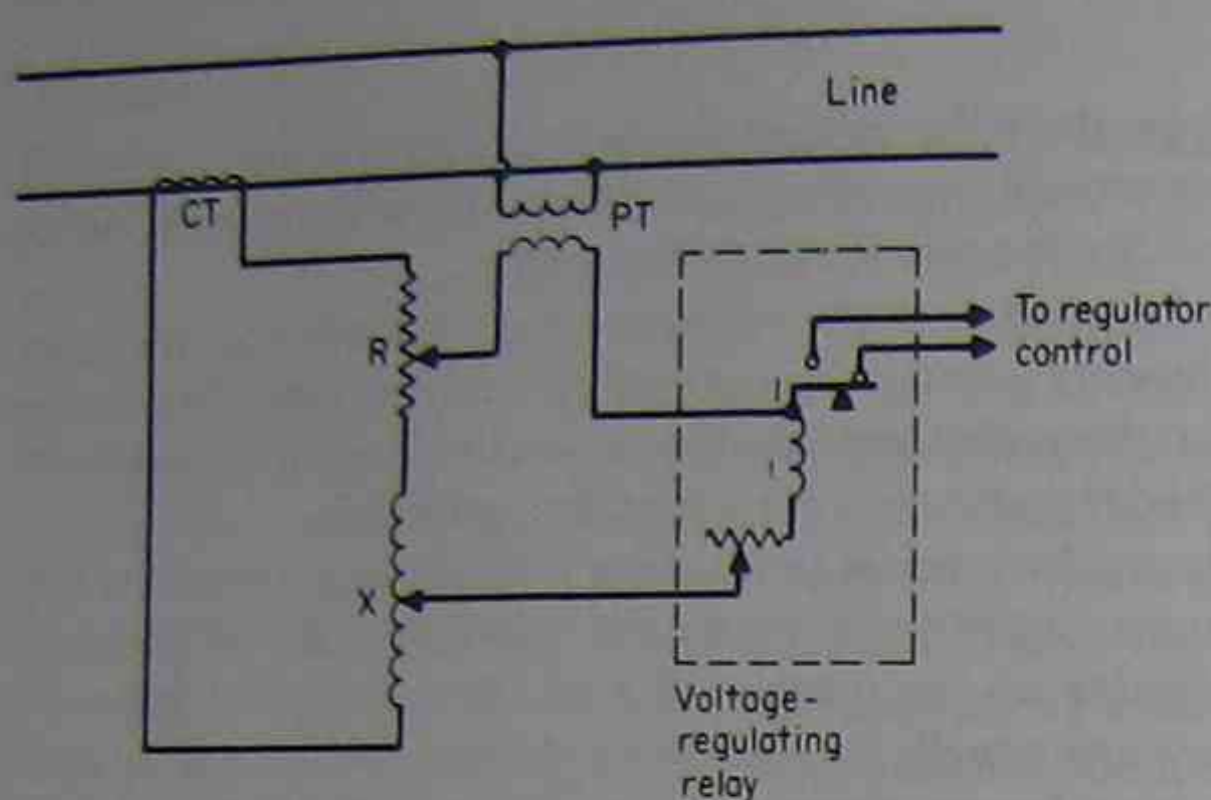 Line
CT
PT
R
To regulator
control
X
Voltage-
regulating
relay